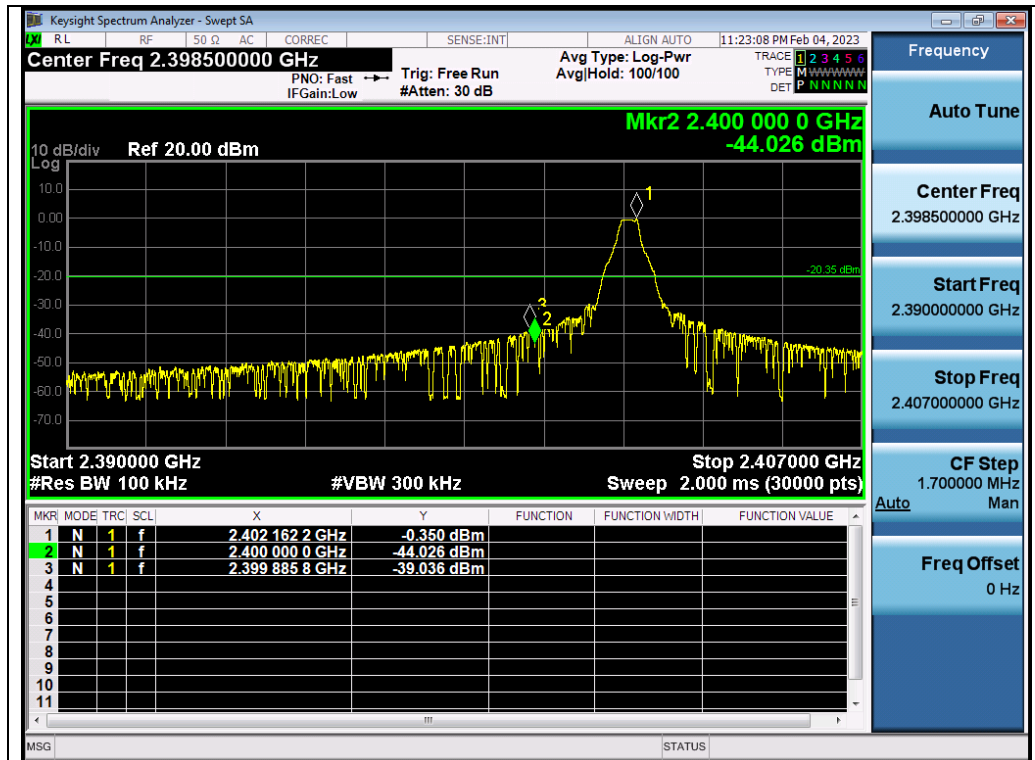 Keysight Spectrum Analyzer - Swept SA
LXI RL RF 50 Ω AC CORREC SENSE:INT ALIGN AUTO 11:23:08 PM Feb 04, 2023
Center Freq 2.398500000 GHz
PNO: Fast
IFGain:Low
Trig: Free Run
#Atten: 30 dB
Avg Type: Log-Pwr
Avg|Hold: 100/100
TRACE 1 2 3 4 5 6
TYPE M W W W W W
DET P N N N N N
Mkr2 2.400 000 0 GHz
-44.026 dBm
10 dB/div Ref 20.00 dBm
Log
10.0
0.00
-10.0
-20.0
-30.0
-40.0
-50.0
-60.0
-70.0
1
-20.35 dBm
3
2
Start 2.390000 GHz Stop 2.407000 GHz
#Res BW 100 kHz #VBW 300 kHz Sweep 2.000 ms (30000 pts)
MKR MODE TRC SCL X Y FUNCTION FUNCTION WIDTH FUNCTION VALUE
1 N 1 f 2.402 162 2 GHz -0.350 dBm
2 N 1 f 2.400 000 0 GHz -44.026 dBm
3 N 1 f 2.399 885 8 GHz -39.036 dBm
4
5
6
7
8
9
10
11
MSG STATUS
Frequency
Auto Tune
Center Freq
2.398500000 GHz
Start Freq
2.390000000 GHz
Stop Freq
2.407000000 GHz
CF Step
1.700000 MHz
Auto Man
Freq Offset
0 Hz